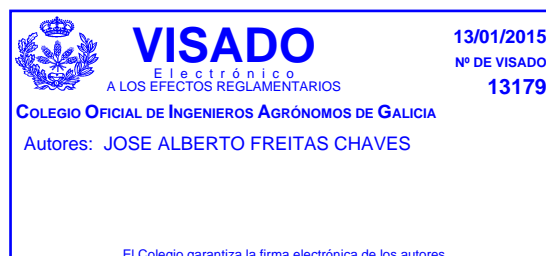 VISADO
13/01/2015
Electrónico
Nº DE VISADO
A LOS EFECTOS REGLAMENTARIOS
13179
COLEGIO OFICIAL DE INGENIEROS AGRÓNOMOS DE GALICIA
Autores: JOSE ALBERTO FREITAS CHAVES
El Colegio garantiza la firma electrónica de los autores